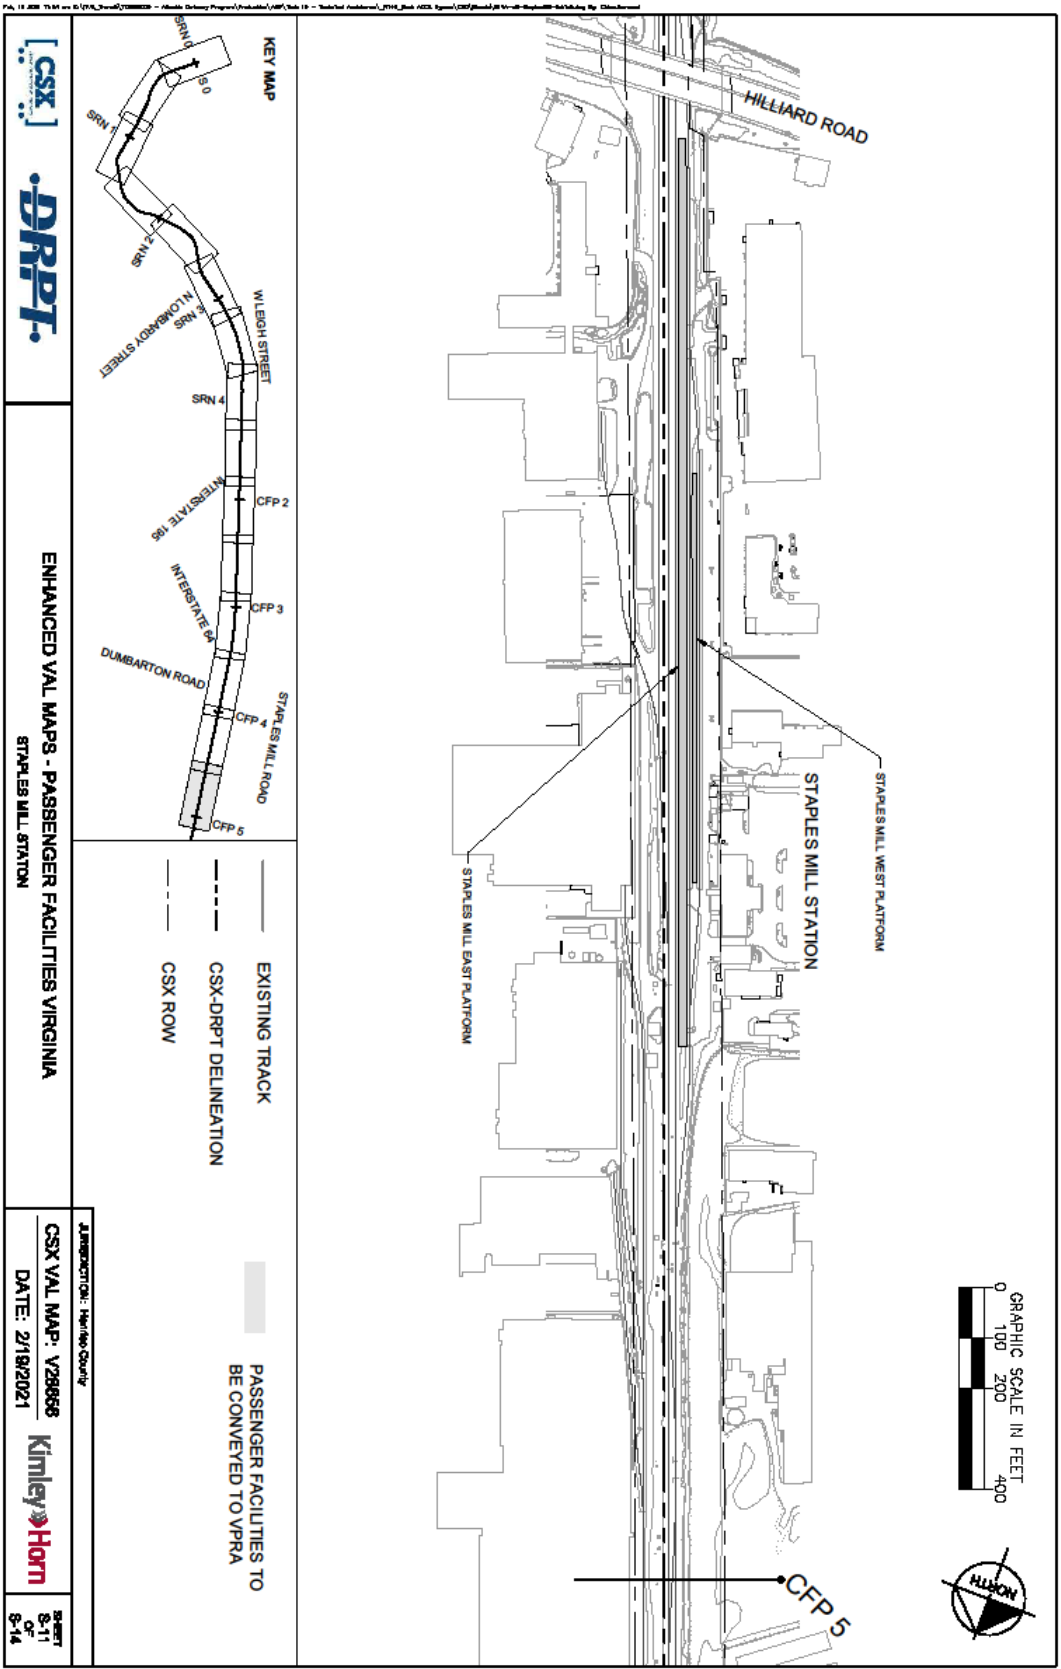 HILLIARD ROAD
STAPLES MILL WEST PLATFORM
STAPLES MILL STATION
STAPLES MILL EAST PLATFORM
CFP 5
GRAPHIC SCALE IN FEET
0 100 200 400
NORTH
KEY MAP
SRN 0
S 0
SRN 1
SRN 2
SRN 3
N LOMBARDY STREET
W LEIGH STREET
SRN 4
INTERSTATE 195
CFP 2
CFP 3
INTERSTATE 64
DUMBARTON ROAD
CFP 4
STAPLES MILL ROAD
CFP 5
EXISTING TRACK
CSX-DRPT DELINEATION
CSX ROW
PASSENGER FACILITIES TO
BE CONVEYED TO VPRA
[CSX]
DRPT
ENHANCED VAL MAPS - PASSENGER FACILITIES VIRGINIA
STAPLES MILL STATON
JURISDICTION: Henrico County
CSX VAL MAP: V28658
DATE: 2/19/2021
Kimley»Horn
SHEET
S-11
OF
S-14